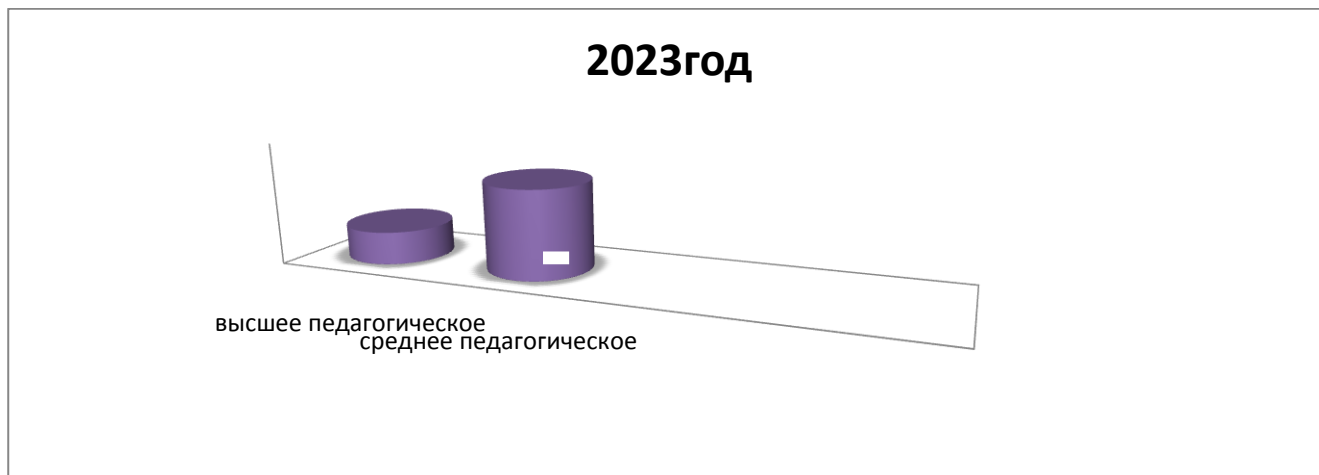 2023год
высшее педагогическое
среднее педагогическое